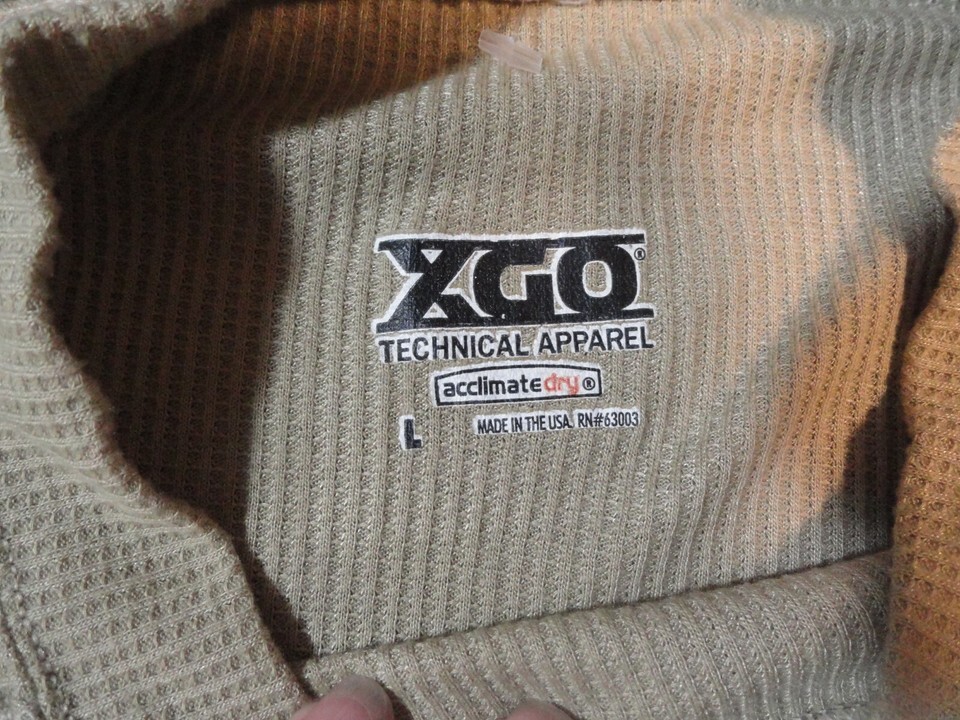 XGO®
TECHNICAL APPAREL
acclimatedry®
L MADE IN THE USA. RN#63003